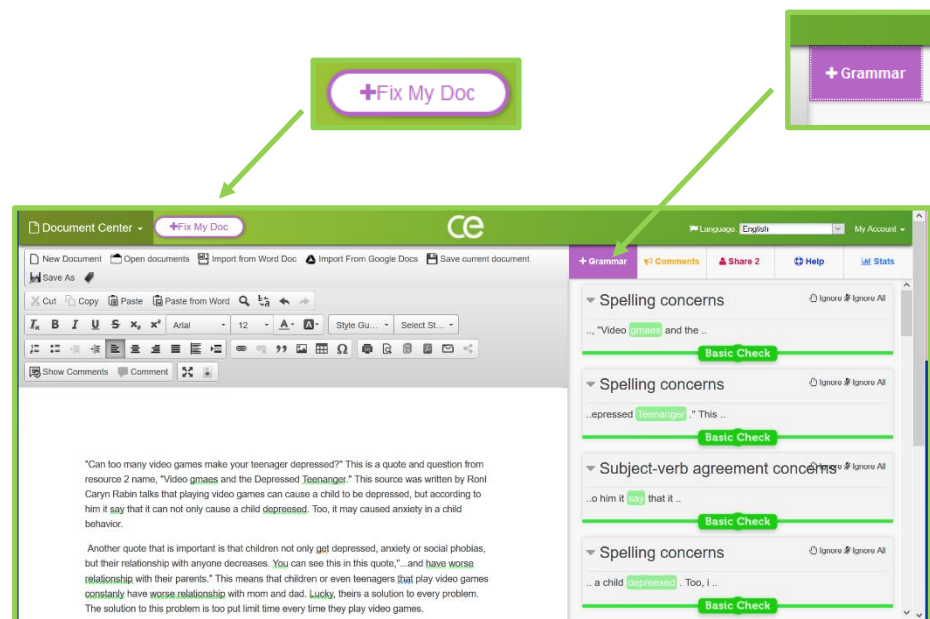 +Fix My Doc
+ Grammar
Document Center
+Fix My Doc
ce
Language: English
My Account
New Document Open documents Import from Word Doc Import From Google Docs Save current document
Save As
Cut Copy Paste Paste from Word
B I U S x₂ x² Arial 12 A Style Gu... Select St...
Show Comments Comment
+ Grammar Comments Share 2 Help Stats
Spelling concerns Ignore Ignore All
.., "Video gmaes and the ..
Basic Check
Spelling concerns Ignore Ignore All
..epressed Teenanger ." This ..
Basic Check
Subject-verb agreement concerns Ignore Ignore All
..o him it say that it ..
Basic Check
Spelling concerns Ignore Ignore All
.. a child depreesed . Too, i ..
Basic Check
"Can too many video games make your teenager depressed?" This is a quote and question from
resource 2 name, "Video gmaes and the Depressed Teenanger." This source was written by Ronl
Caryn Rabin talks that playing video games can cause a child to be depressed, but according to
him it say that it can not only cause a child depreesed. Too, it may caused anxiety in a child
behavior.
Another quote that is important is that children not only get depressed, anxiety or social phobias,
but their relationship with anyone decreases. You can see this in this quote,"...and have worse
relationship with their parents." This means that children or even teenagers that play video games
constanly have worse relationship with mom and dad. Lucky, theirs a solution to every problem.
The solution to this problem is too put limit time every time they play video games.